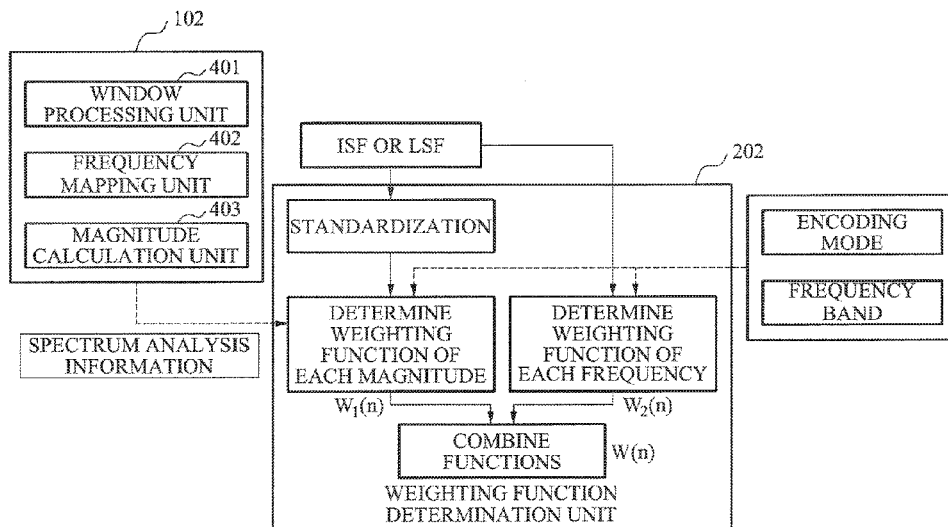 102
401
WINDOW
PROCESSING UNIT
402
FREQUENCY
MAPPING UNIT
403
MAGNITUDE
CALCULATION UNIT
SPECTRUM ANALYSIS
INFORMATION
ISF OR LSF
202
STANDARDIZATION
DETERMINE
WEIGHTING
FUNCTION OF
EACH MAGNITUDE
DETERMINE
WEIGHTING
FUNCTION OF
EACH FREQUENCY
ENCODING
MODE
FREQUENCY
BAND
W₁(n)
W₂(n)
COMBINE
FUNCTIONS
W(n)
WEIGHTING FUNCTION
DETERMINATION UNIT